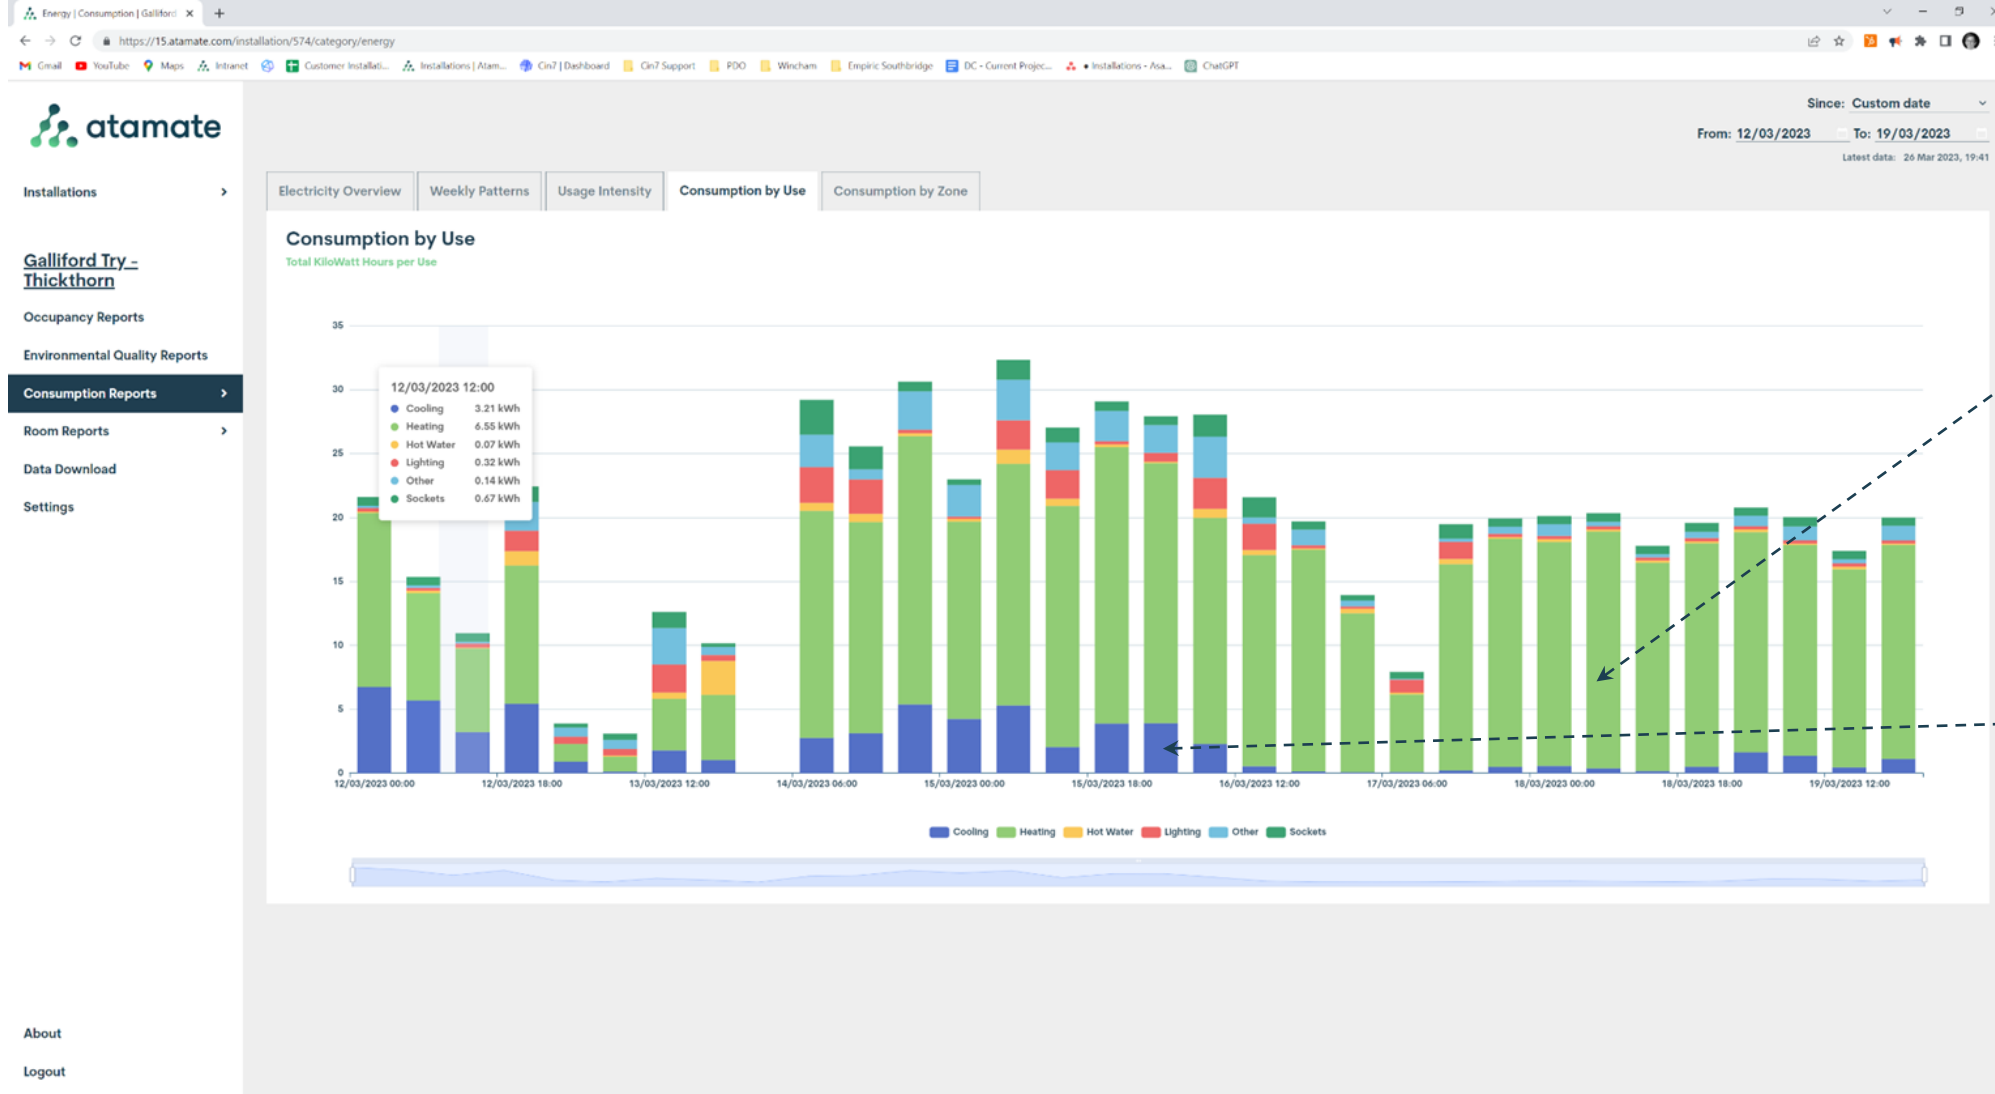 Energy | Consumption | Galliford
https://15.atamate.com/installation/574/category/energy
Gmail YouTube Maps Intranet Customer Installati... Installations | Atam... Cin7 | Dashboard Cin7 Support PDO Wincham Empiric Southbridge DC - Current Projec... Installations - Asa... ChatGPT
atamate
Since: Custom date
From: 12/03/2023 To: 19/03/2023
Latest data: 26 Mar 2023, 19:41
Installations
Galliford Try -
Thickthorn
Occupancy Reports
Environmental Quality Reports
Consumption Reports
Room Reports
Data Download
Settings
About
Logout
Electricity Overview Weekly Patterns Usage Intensity Consumption by Use Consumption by Zone
Consumption by Use
Total KiloWatt Hours per Use
35
30
25
20
15
10
5
0
12/03/2023 12:00
Cooling 3.21 kWh
Heating 6.55 kWh
Hot Water 0.07 kWh
Lighting 0.32 kWh
Other 0.14 kWh
Sockets 0.67 kWh
12/03/2023 00:00 12/03/2023 18:00 13/03/2023 12:00 14/03/2023 06:00 15/03/2023 00:00 15/03/2023 18:00 16/03/2023 12:00 17/03/2023 06:00 18/03/2023 00:00 18/03/2023 18:00 19/03/2023 12:00
Cooling Heating Hot Water Lighting Other Sockets